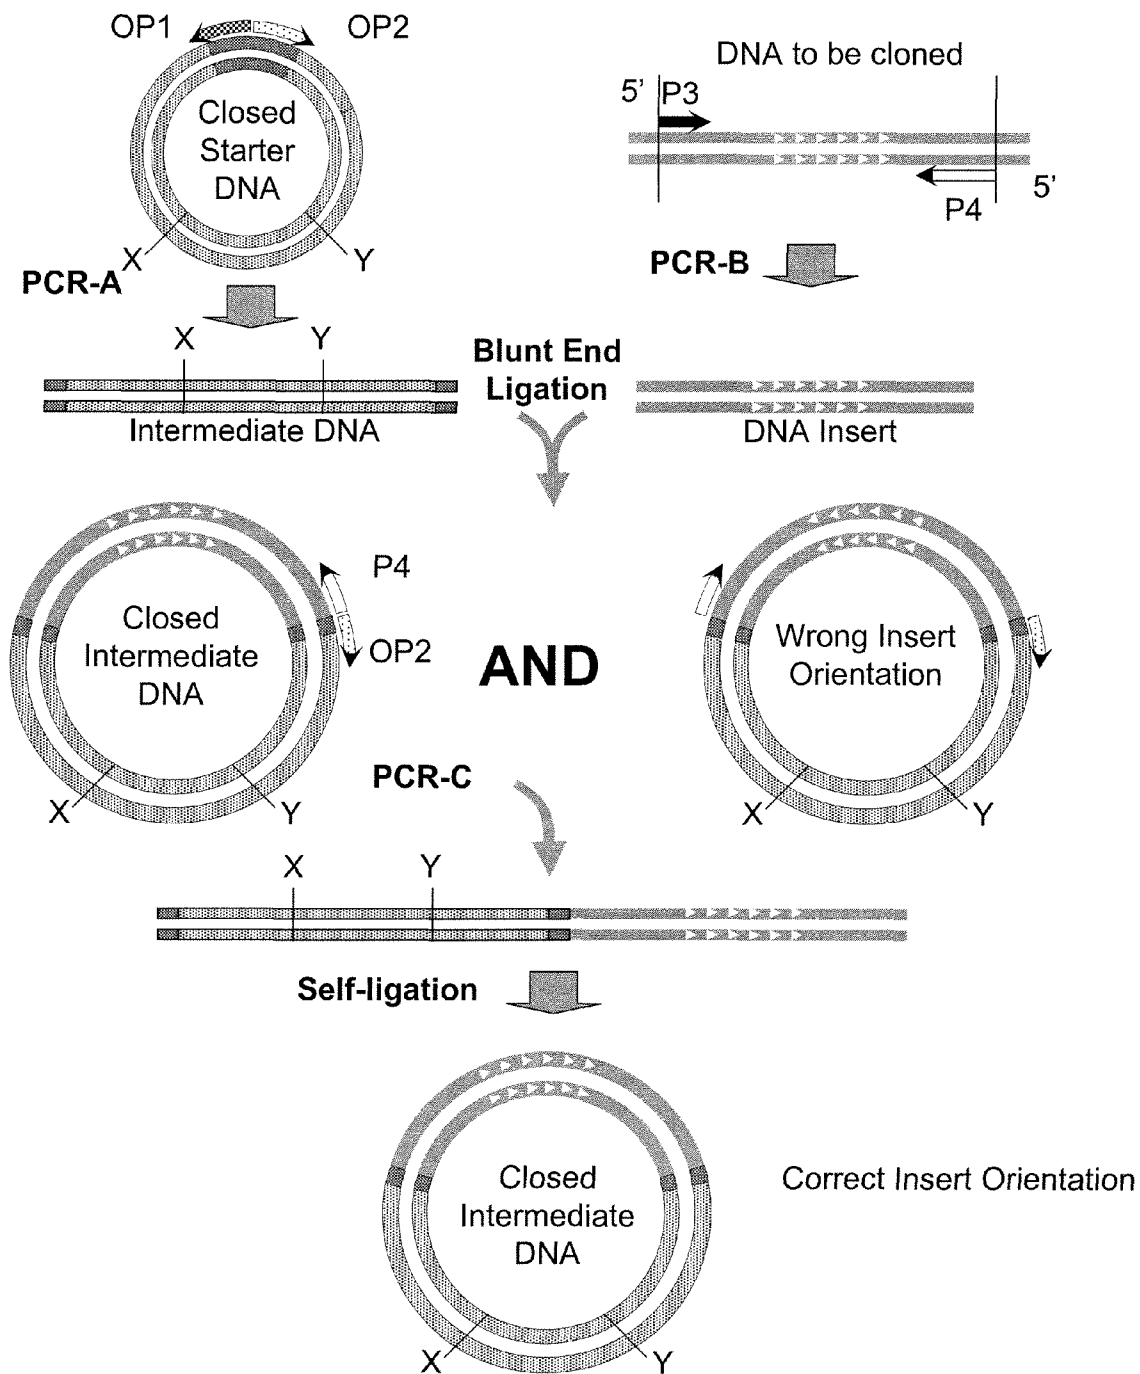 OP1
OP2
Closed
Starter
DNA
X
Y
PCR-A
DNA to be cloned
5’
P3
5’
P4
PCR-B
X
Y
Intermediate DNA
Blunt End
Ligation
DNA Insert
P4
Closed
Intermediate
DNA
OP2
X
Y
AND
Wrong Insert
Orientation
X
Y
PCR-C
X
Y
Self-ligation
Closed
Intermediate
DNA
X
Y
Correct Insert Orientation